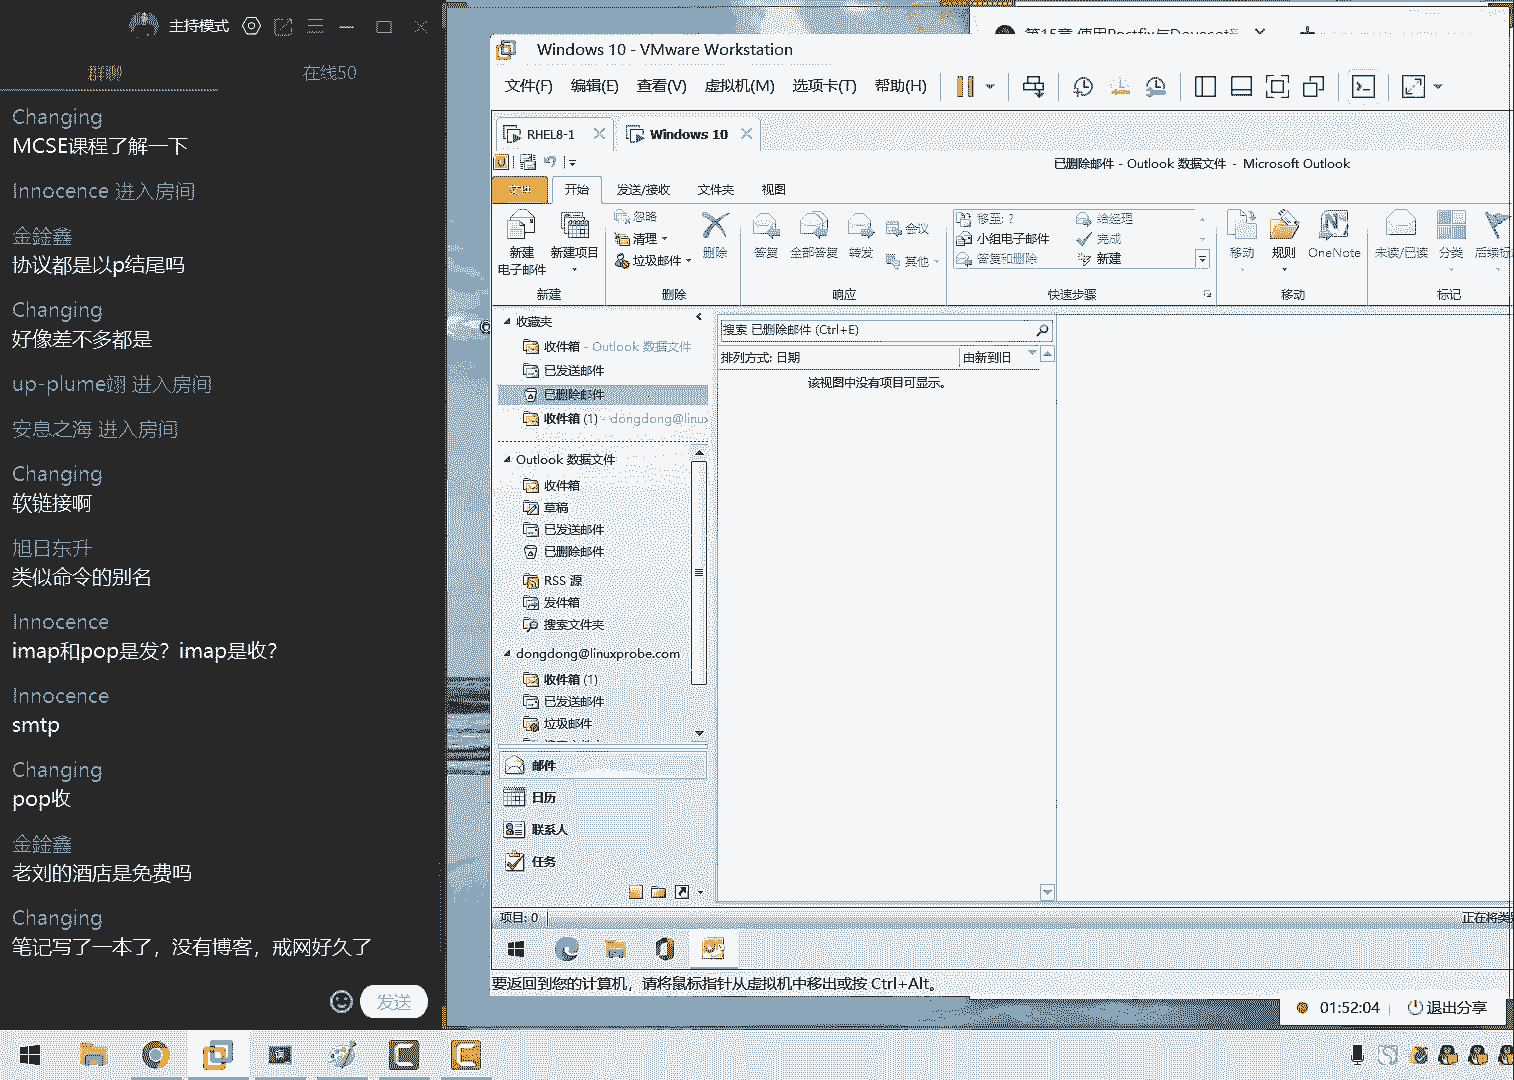 主持模式
群聊
在线50
Changing
MCSE课程了解一下
Innocence 进入房间
金鍂鑫
协议都是以p结尾吗
Changing
好像差不多都是
up-plume翊 进入房间
安息之海 进入房间
Changing
软链接啊
旭日东升
类似命令的别名
Innocence
imap和pop是发？imap是收？
Innocence
smtp
Changing
pop收
金鍂鑫
老刘的酒店是免费吗
Changing
笔记写了一本了，没有博客，戒网好久了
发送
第15章 使用Postfix与Dovecot
Windows 10 - VMware Workstation
文件(F) 编辑(E) 查看(V) 虚拟机(M) 选项卡(T) 帮助(H)
RHEL8-1
Windows 10
已删除邮件 - Outlook 数据文件 - Microsoft Outlook
文件 开始 发送/接收 文件夹 视图
新建
电子邮件
新建项目
新建
忽略
清理
垃圾邮件
删除
删除
答复 全部答复 转发
会议
其他
响应
移至: ?
小组电子邮件
答复和删除
给经理
完成
新建
快速步骤
移动 规则 OneNote
移动
未读/已读 分类 后续标
标记
收藏夹
收件箱 - Outlook 数据文件
已发送邮件
已删除邮件
收件箱 (1) - dongdong@linux
Outlook 数据文件
收件箱
草稿
已发送邮件
已删除邮件
RSS 源
发件箱
搜索文件夹
dongdong@linuxprobe.com
收件箱 (1)
已发送邮件
垃圾邮件
邮件
日历
联系人
任务
搜索 已删除邮件 (Ctrl+E)
排列方式: 日期 由新到旧
该视图中没有项目可显示。
项目: 0
要返回到您的计算机，请将鼠标指针从虚拟机中移出或按 Ctrl+Alt。
01:52:04
退出分享